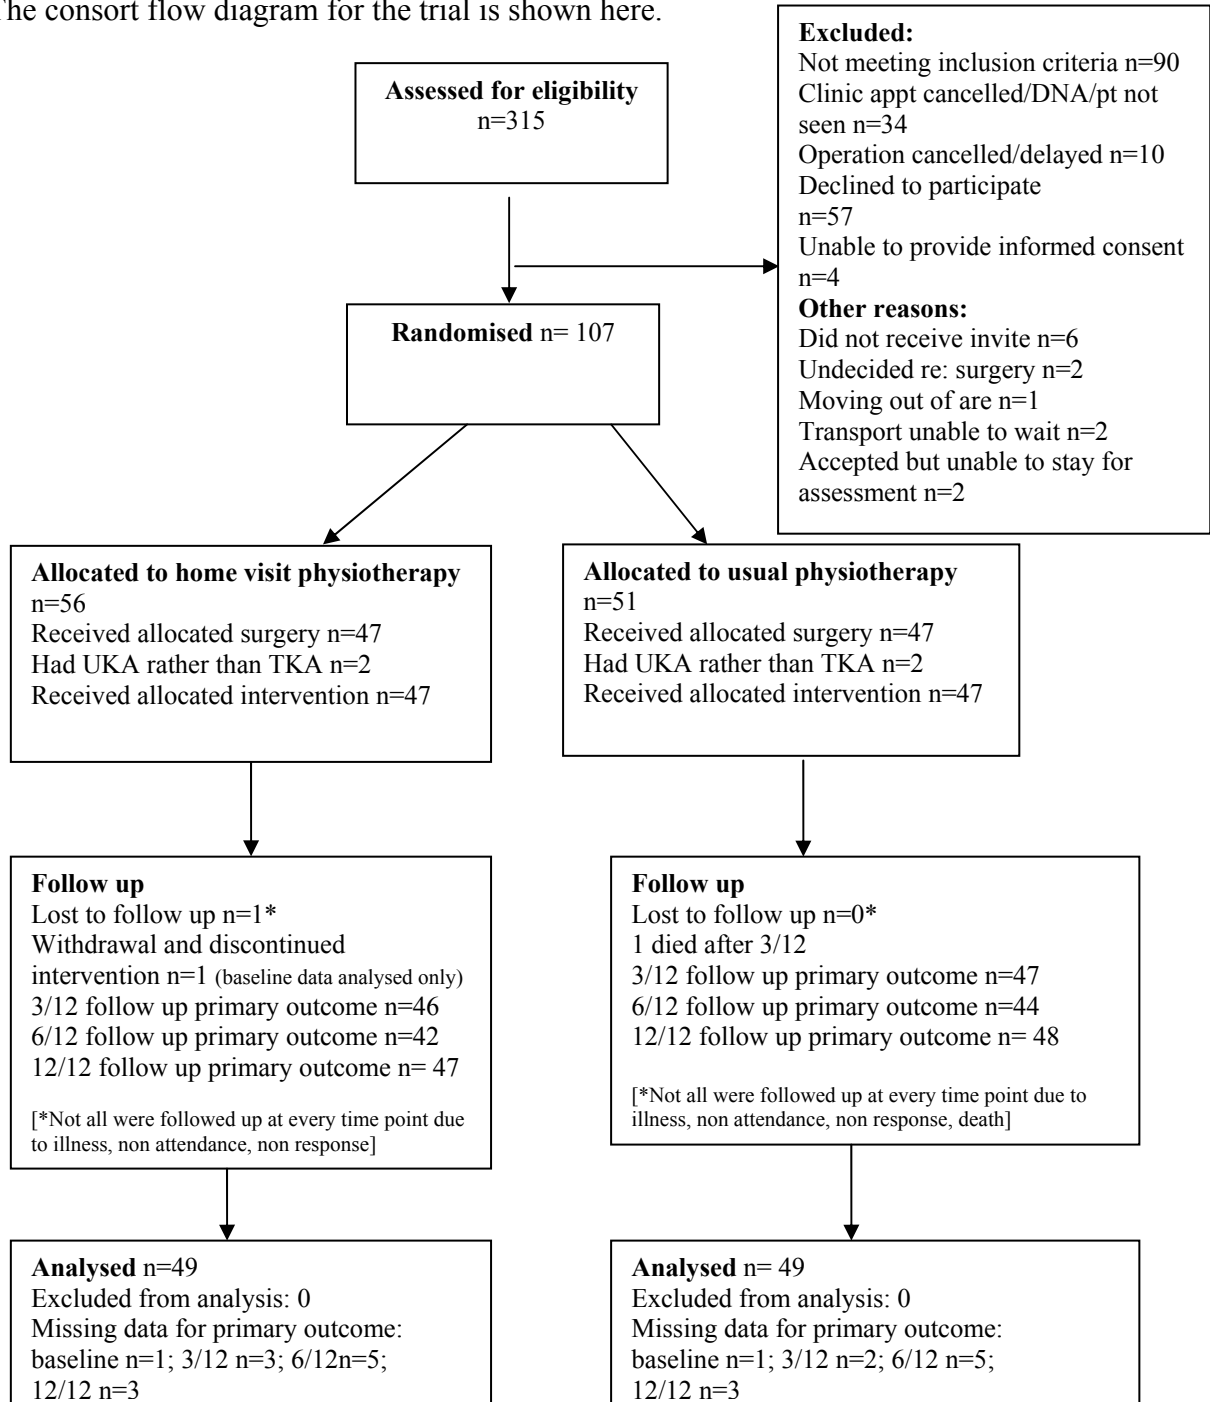 The consort flow diagram for the trial is shown here.
Assessed for eligibility
n=315
Excluded:
Not meeting inclusion criteria n=90
Clinic appt cancelled/DNA/pt not
seen n=34
Operation cancelled/delayed n=10
Declined to participate
n=57
Unable to provide informed consent
n=4
Other reasons:
Did not receive invite n=6
Undecided re: surgery n=2
Moving out of are n=1
Transport unable to wait n=2
Accepted but unable to stay for
assessment n=2
Randomised n= 107
Allocated to home visit physiotherapy
n=56
Received allocated surgery n=47
Had UKA rather than TKA n=2
Received allocated intervention n=47
Allocated to usual physiotherapy
n=51
Received allocated surgery n=47
Had UKA rather than TKA n=2
Received allocated intervention n=47
Follow up
Lost to follow up n=1*
Withdrawal and discontinued
intervention n=1 (baseline data analysed only)
3/12 follow up primary outcome n=46
6/12 follow up primary outcome n=42
12/12 follow up primary outcome n= 47
[*Not all were followed up at every time point due
to illness, non attendance, non response]
Follow up
Lost to follow up n=0*
1 died after 3/12
3/12 follow up primary outcome n=47
6/12 follow up primary outcome n=44
12/12 follow up primary outcome n= 48
[*Not all were followed up at every time point due to
illness, non attendance, non response, death]
Analysed n=49
Excluded from analysis: 0
Missing data for primary outcome:
baseline n=1; 3/12 n=3; 6/12n=5;
12/12 n=3
Analysed n= 49
Excluded from analysis: 0
Missing data for primary outcome:
baseline n=1; 3/12 n=2; 6/12 n=5;
12/12 n=3